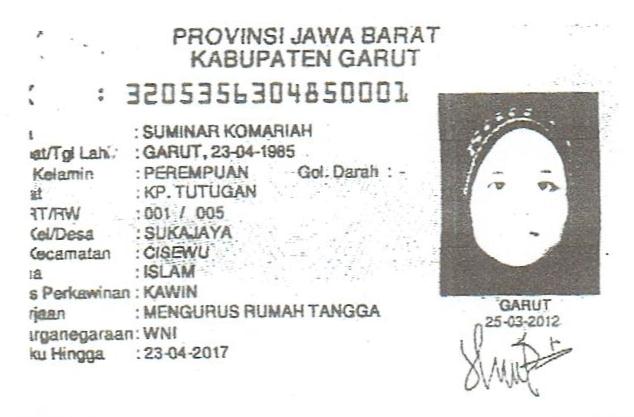 PROVINSI JAWA BARAT
KABUPATEN GARUT
: 3205356304850001
: SUMINAR KOMARIAH
at/Tgl Lahi. : GARUT, 23-04-1985
Kelamin : PEREMPUAN Gol. Darah : -
at : KP. TUTUGAN
RT/RW : 001 / 005
Kel/Desa : SUKAJAYA
Kecamatan : CISEWU
a : ISLAM
s Perkawinan : KAWIN
rjaan : MENGURUS RUMAH TANGGA
arganegaraan : WNI
ku Hingga : 23-04-2017
GARUT
25-03-2012